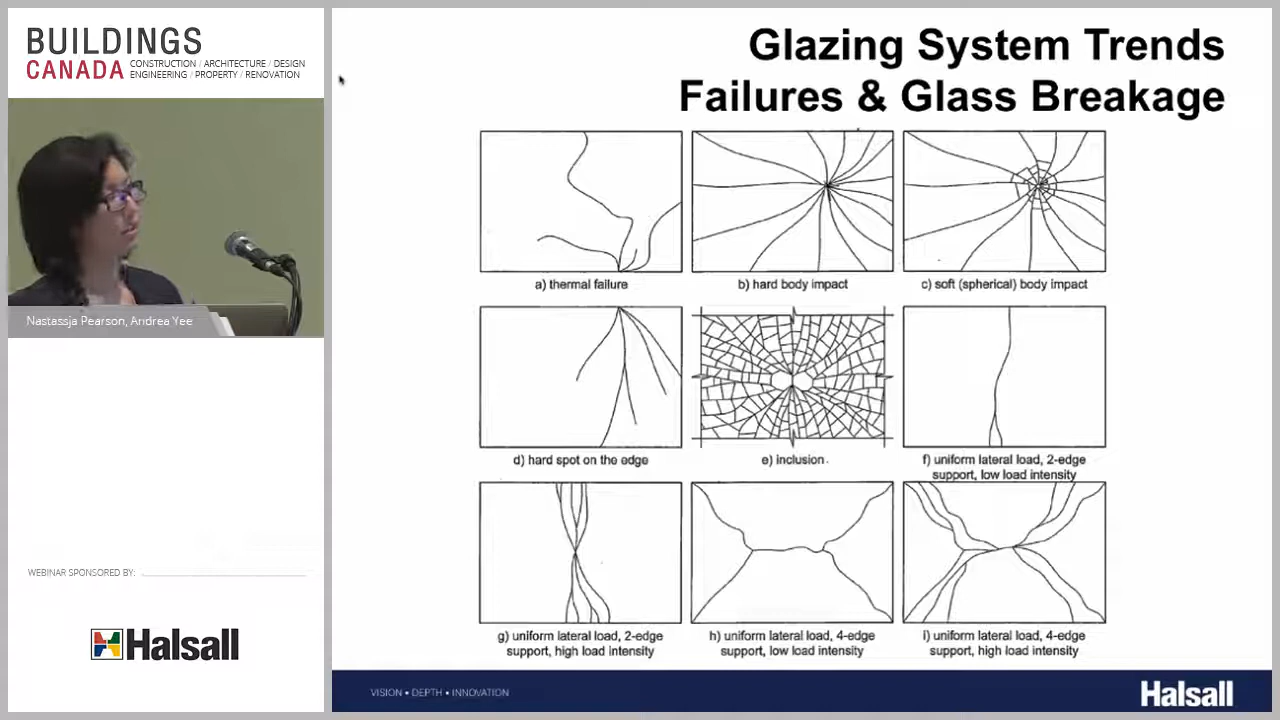 BUILDINGS
CANADA CONSTRUCTION / ARCHITECTURE / DESIGN
ENGINEERING / PROPERTY / RENOVATION
Nastassja Pearson, Andrea Yee
WEBINAR SPONSORED BY:
Halsall
Glazing System Trends
Failures & Glass Breakage
a) thermal failure
b) hard body impact
c) soft (spherical) body impact
d) hard spot on the edge
e) inclusion.
f) uniform lateral load, 2-edge
support, low load intensity
g) uniform lateral load, 2-edge
support, high load intensity
h) uniform lateral load, 4-edge
support, low load intensity
i) uniform lateral load, 4-edge
support, high load intensity
VISION • DEPTH • INNOVATION
Halsall